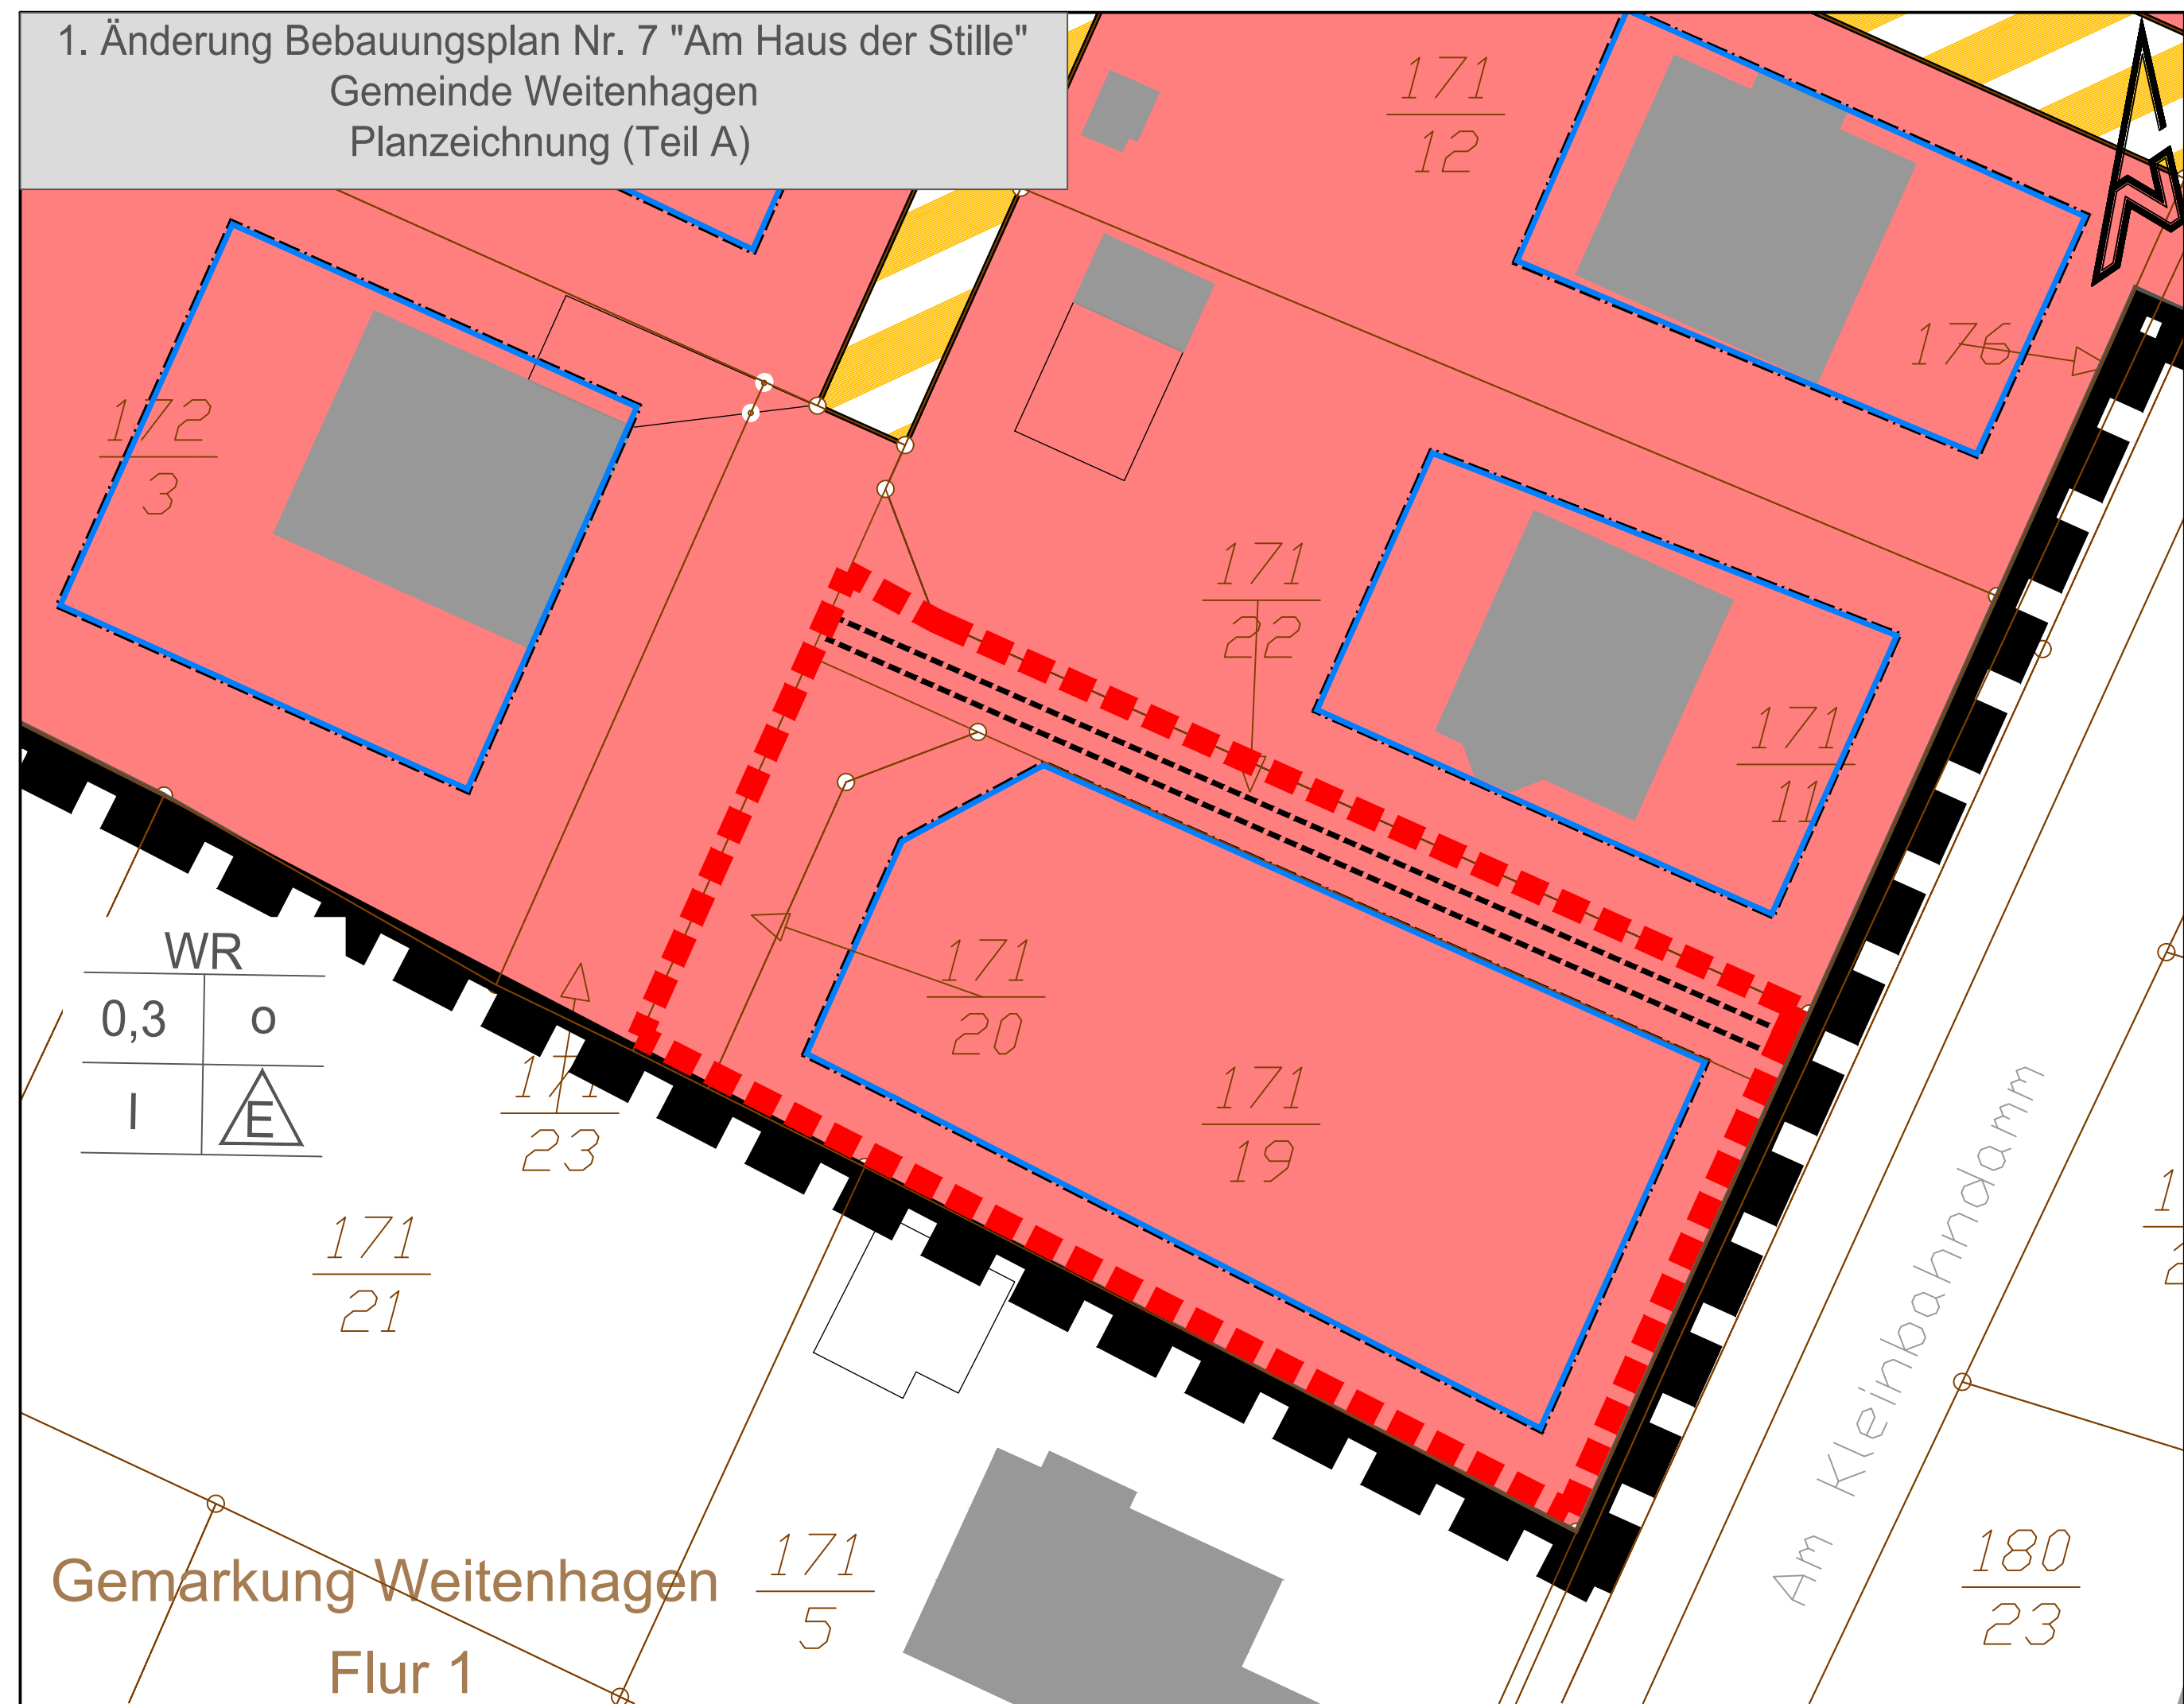 1. Änderung Bebauungsplan Nr. 7 "Am Haus der Stille"
Gemeinde Weitenhagen
Planzeichnung (Teil A)
171
12
176
172
3
171
22
171
11
WR
0,3 o
I E
171
20
171
19
171
23
171
21
Am Kleinbahndamm
171
5
180
23
Gemarkung Weitenhagen
Flur 1